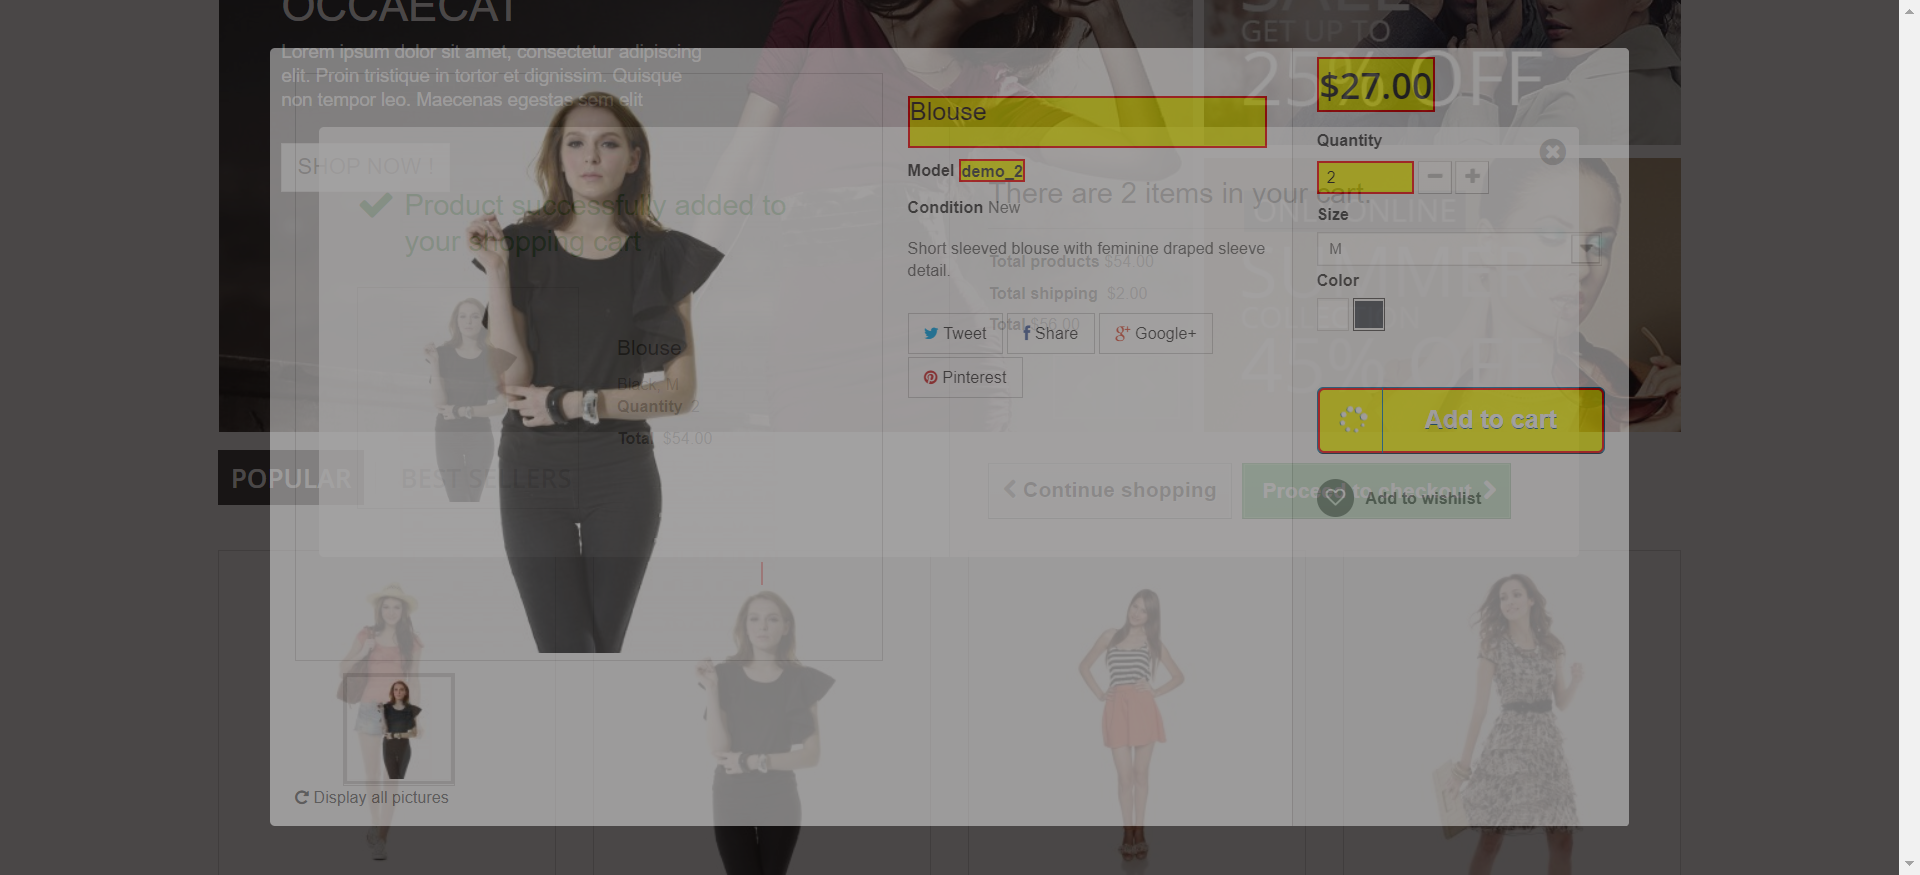 OCCAECAT
Lorem ipsum dolor sit amet, consectetur adipiscing
elit. Proin tristique in tortor et dignissim. Quisque
non tempor leo. Maecenas egestas sem elit
SHOP NOW !
SALE
GET UP TO
25% OFF
ONLINE
SUMMER
COLLECTION
45% OFF
POPULAR
BEST SELLERS
Product successfully added to
your shopping cart
Blouse
Black, M
Quantity 2
Total $54.00
There are 2 items in your cart.
Total products $54.00
Total shipping $2.00
Total $56.00
Continue shopping
Proceed to checkout
Blouse
Model demo_2
Condition New
Short sleeved blouse with feminine draped sleeve
detail.
Tweet
Share
Google+
Pinterest
$27.00
Quantity
2
Size
M
Color
Add to cart
Add to wishlist
Display all pictures